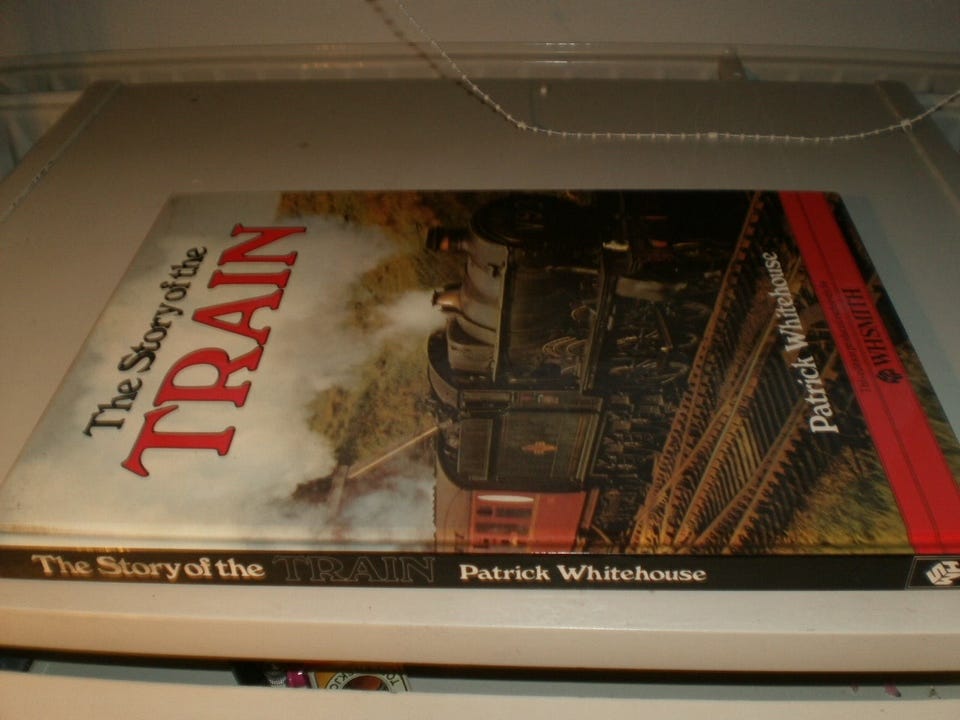 The Story of the
TRAIN
Patrick Whitehouse
WHSMITH
The Story of the TRAIN Patrick Whitehouse